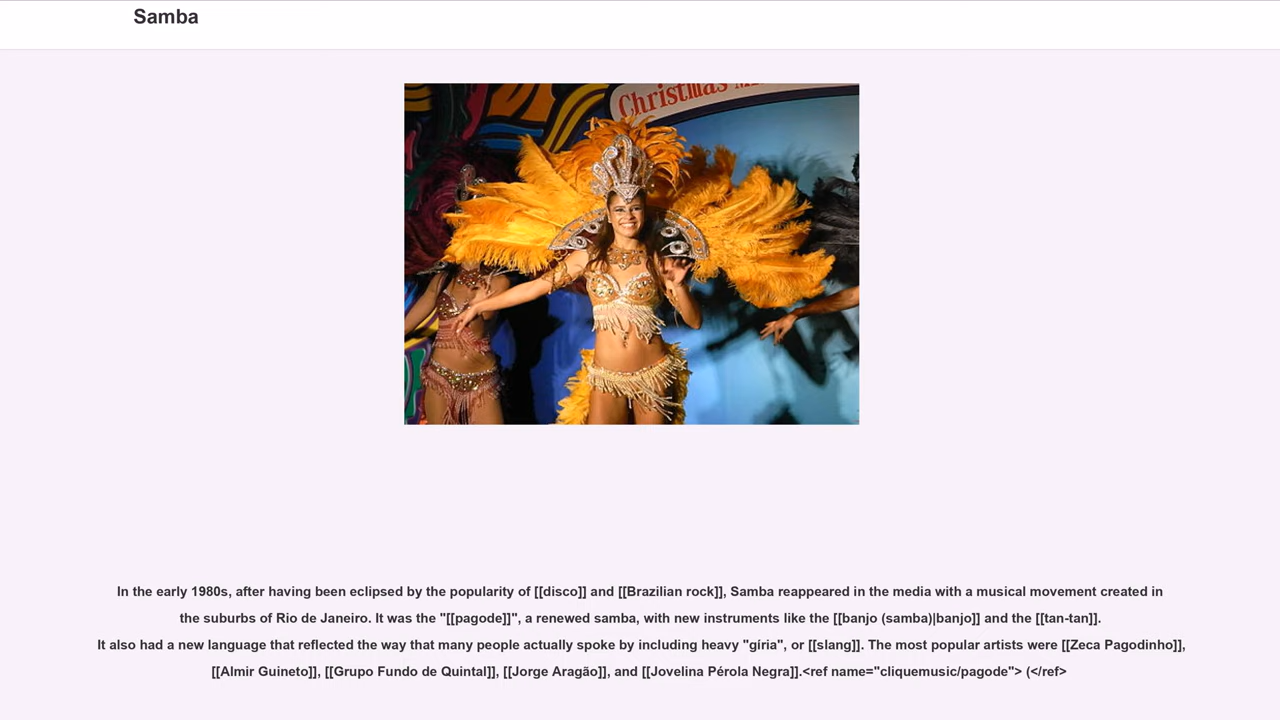 Samba
Christmas
In the early 1980s, after having been eclipsed by the popularity of [[disco]] and [[Brazilian rock]], Samba reappeared in the media with a musical movement created in
the suburbs of Rio de Janeiro. It was the "[[pagode]]", a renewed samba, with new instruments like the [[banjo (samba)|banjo]] and the [[tan-tan]].
It also had a new language that reflected the way that many people actually spoke by including heavy "gíria", or [[slang]]. The most popular artists were [[Zeca Pagodinho]],
[[Almir Guineto]], [[Grupo Fundo de Quintal]], [[Jorge Aragão]], and [[Jovelina Pérola Negra]].<ref name="cliquemusic/pagode"> (</ref>